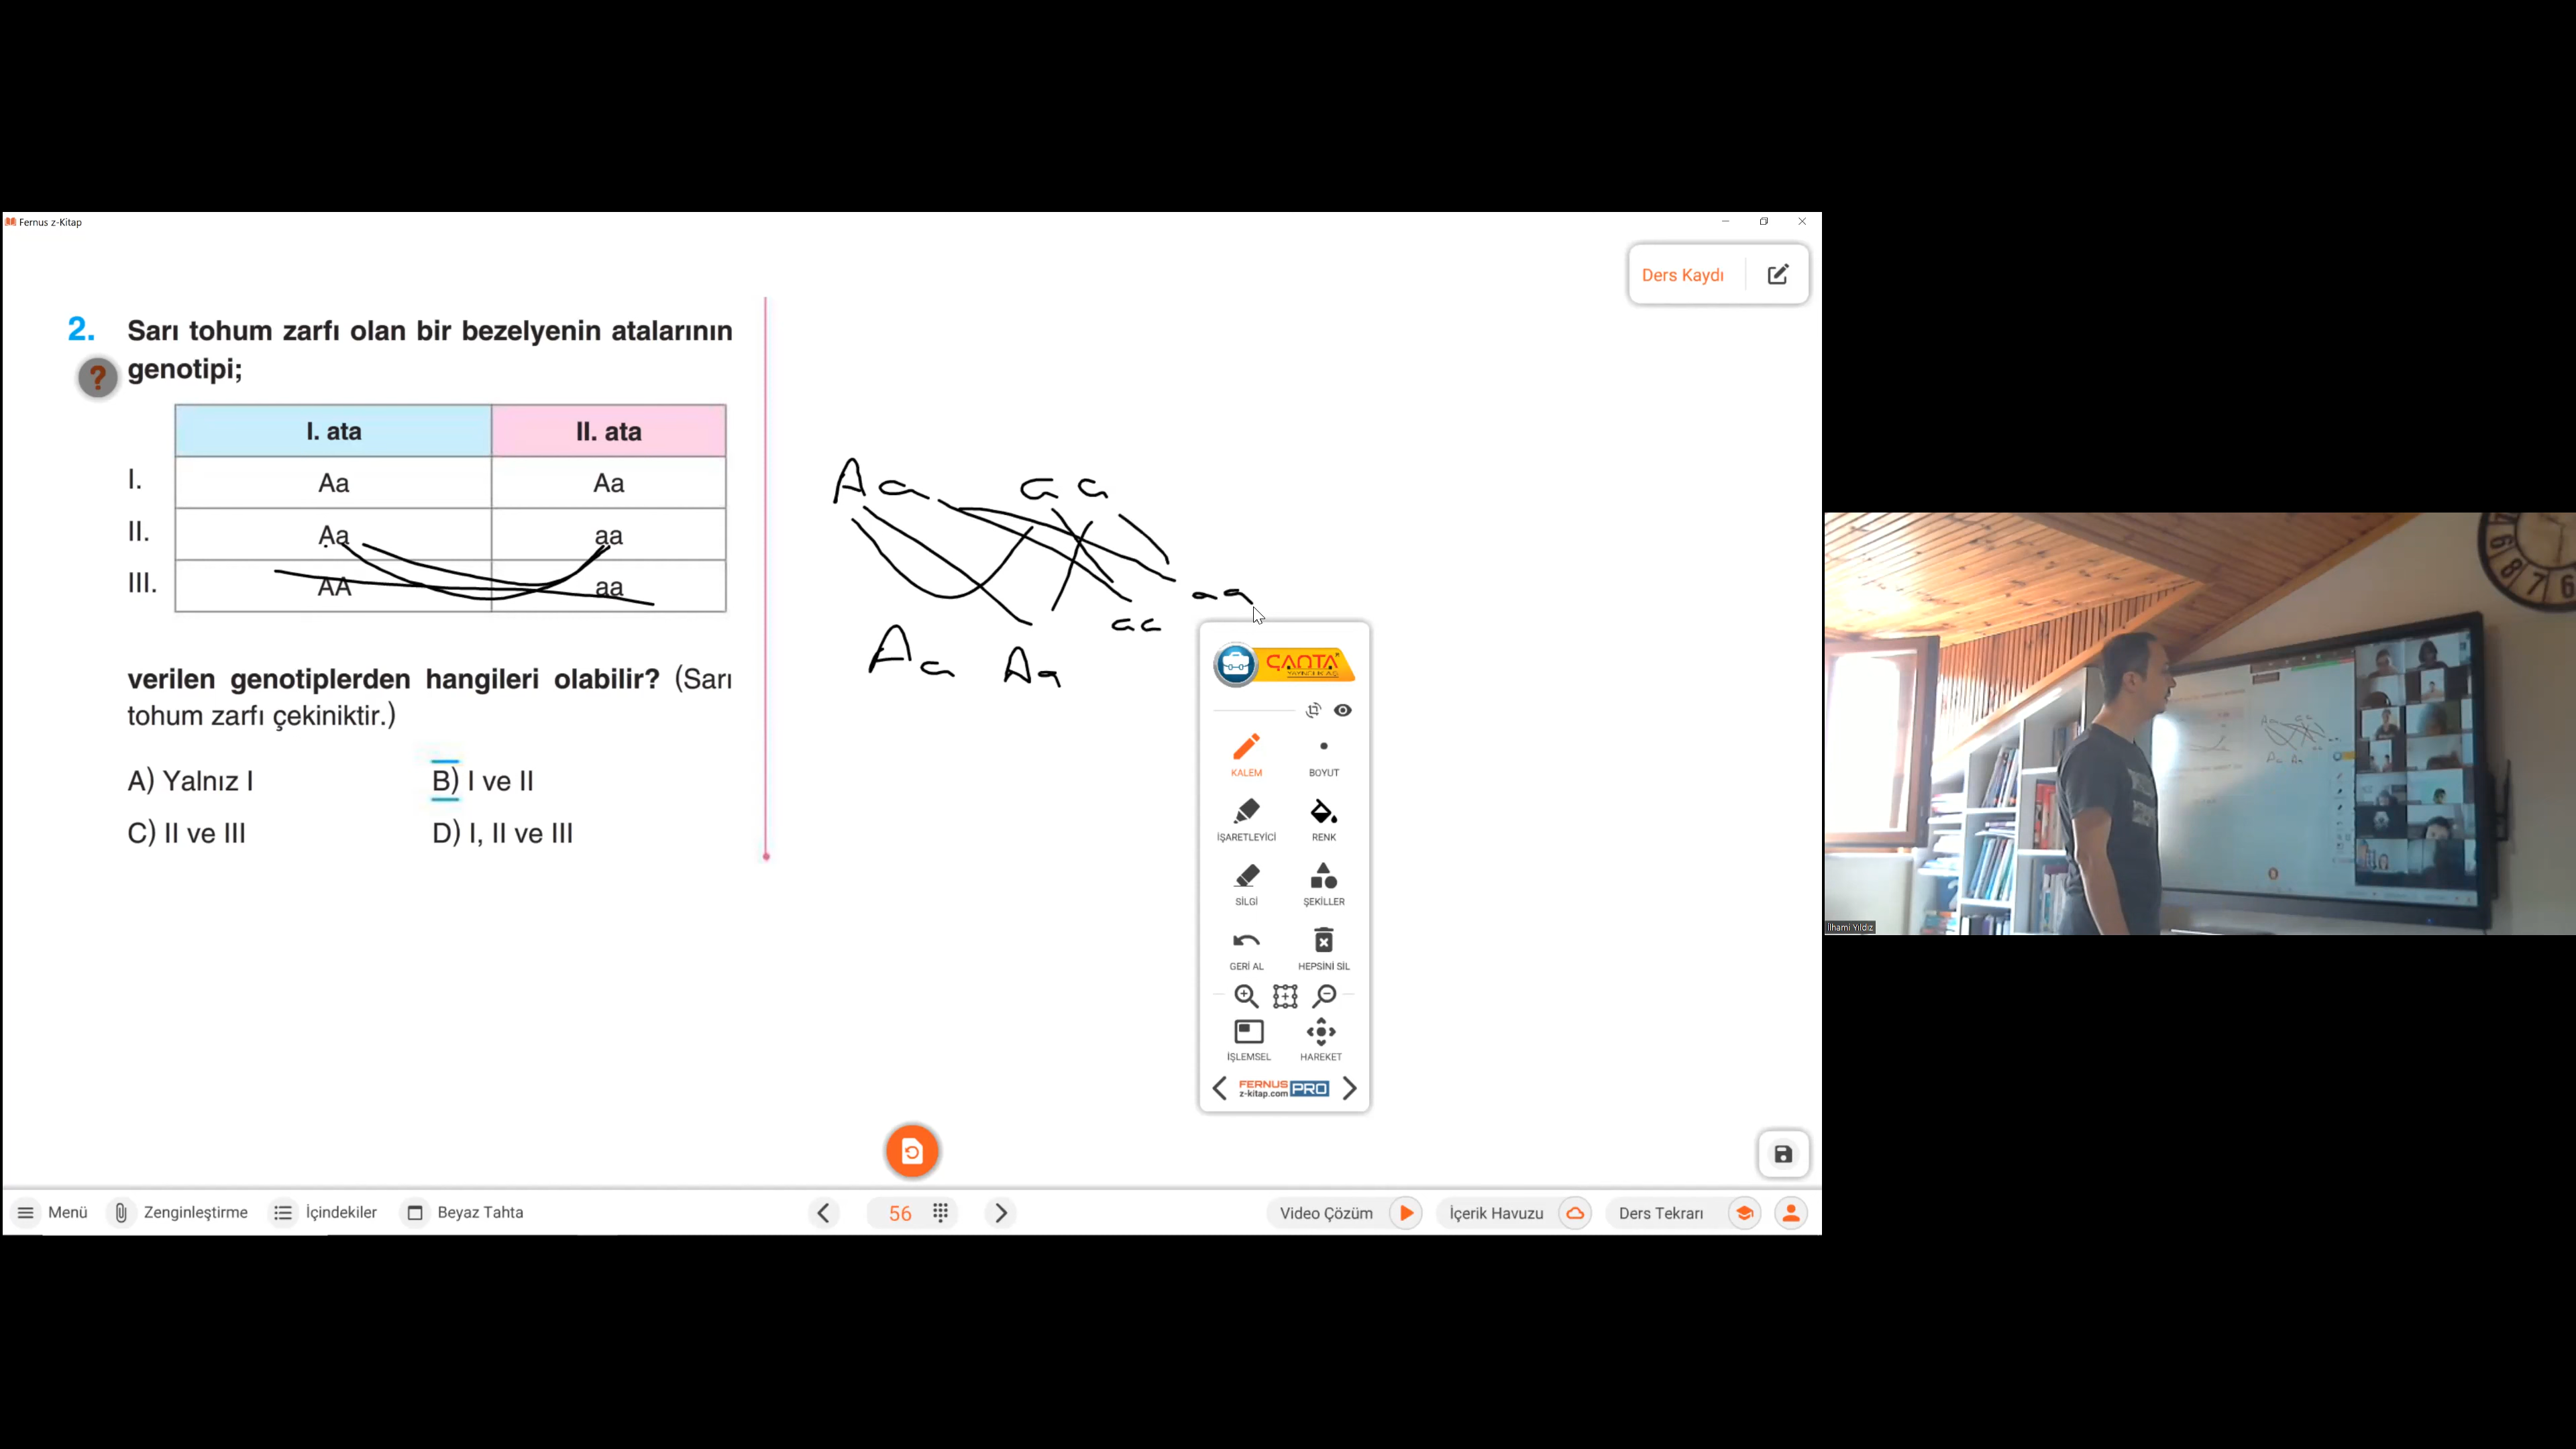 Fernus z-Kitap
Ders Kaydı
2. Sarı tohum zarfı olan bir bezelyenin atalarının
genotipi;
?
I. ata II. ata
I. Aa Aa
II. Aa aa
III. AA aa
verilen genotiplerden hangileri olabilir? (Sarı
tohum zarfı çekiniktir.)
A) Yalnız I B) I ve II
C) II ve III D) I, II ve III
Aa aa
aa
aa
Aa Aa
ÇANTA
YAYINCILIK
KALEM BOYUT
İŞARETLEYİCİ RENK
SİLGİ ŞEKİLLER
GERİ AL HEPSİNİ SİL
İŞLEMSEL HAREKET
FERNUS PRO
z-kitap.com
Menü Zenginleştirme İçindekiler Beyaz Tahta 56 Video Çözüm İçerik Havuzu Ders Tekrarı
İlhami Yıldız
8 7 6